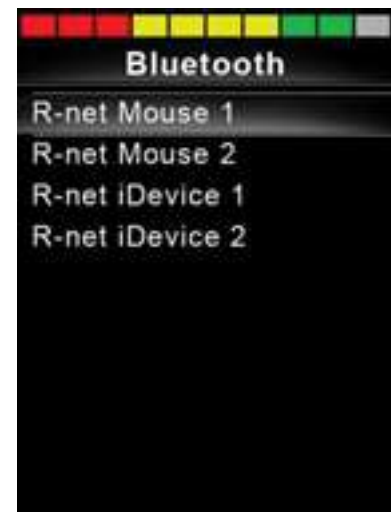 Bluetooth
R-net Mouse 1
R-net Mouse 2
R-net iDevice 1
R-net iDevice 2